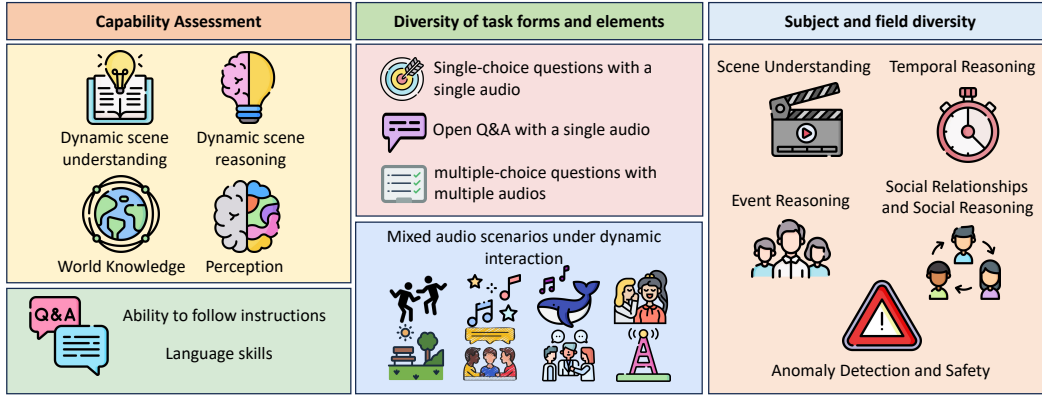 Capability Assessment
Dynamic scene
understanding
Dynamic scene
reasoning
World Knowledge
Perception
Q&A
Ability to follow instructions
Language skills
Diversity of task forms and elements
Single-choice questions with a
single audio
Open Q&A with a single audio
multiple-choice questions with
multiple audios
Mixed audio scenarios under dynamic
interaction
Subject and field diversity
Scene Understanding
Temporal Reasoning
Event Reasoning
Social Relationships
and Social Reasoning
Anomaly Detection and Safety